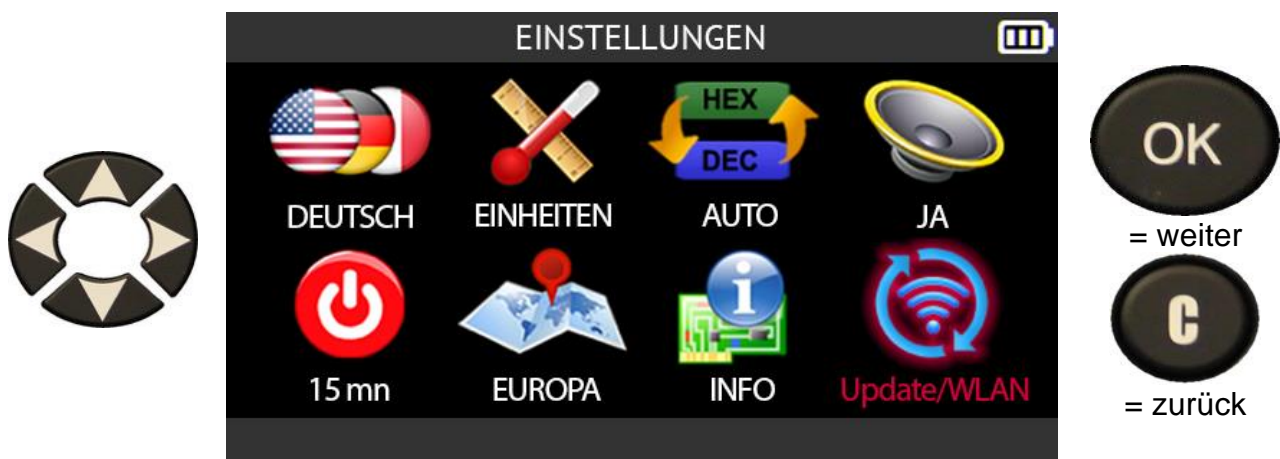 EINSTELLUNGEN
HEX
DEC
DEUTSCH EINHEITEN AUTO JA
i
15 mn EUROPA INFO Update/WLAN
OK
= weiter
C
= zurück